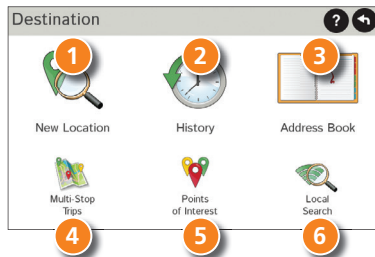 Destination
?
1
2
3
New Location
History
Address Book
Multi-Stop
Trips
Points
of Interest
Local
Search
4
5
6